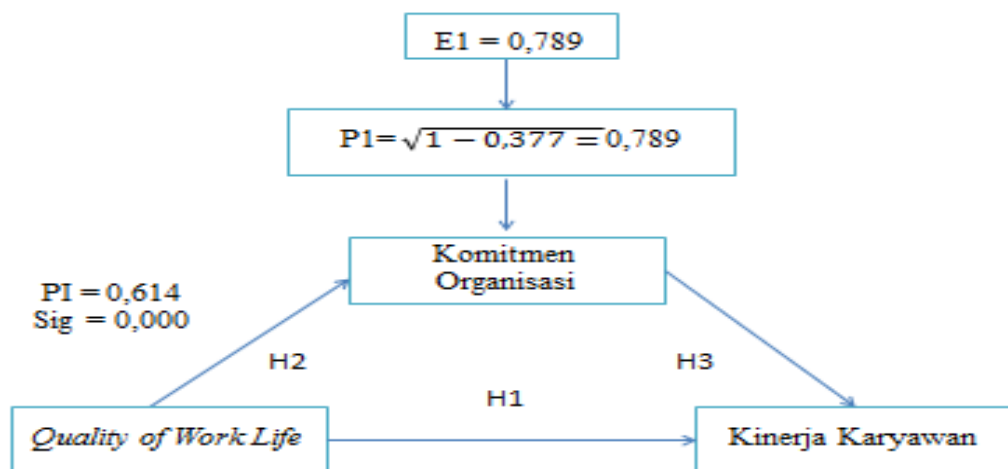 E1 = 0,789
P1=√1 − 0,377 = 0,789
Komitmen
Organisasi
PI = 0,614
Sig = 0,000
H2
H3
H1
Quality of Work Life
Kinerja Karyawan